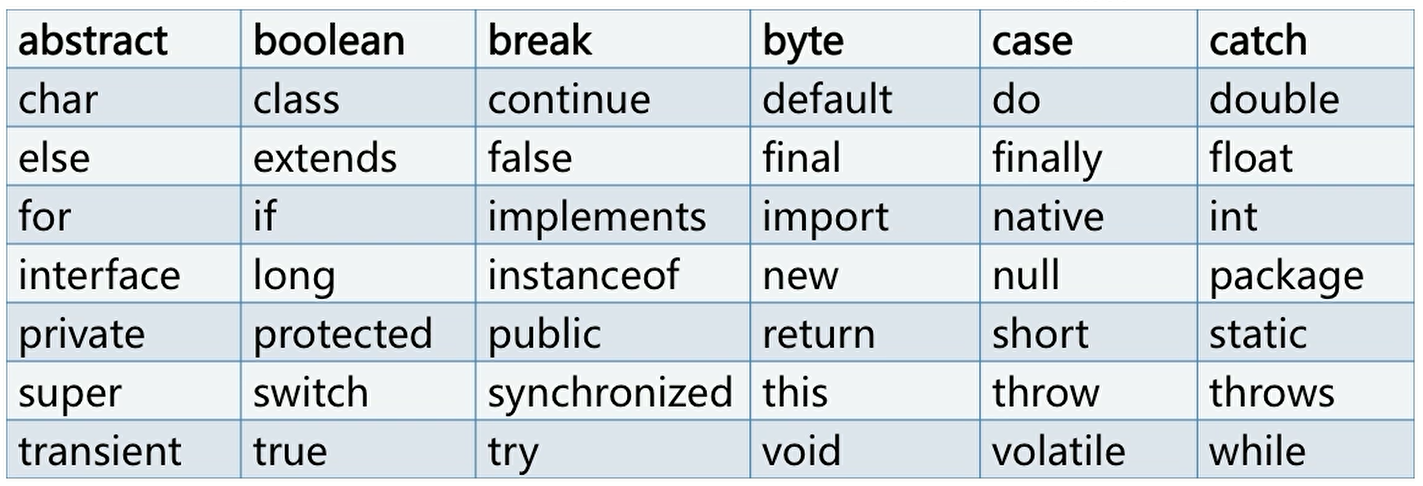 abstract boolean break byte case catch
char class continue default do double
else extends false final finally float
for if implements import native int
interface long instanceof new null package
private protected public return short static
super switch synchronized this throw throws
transient true try void volatile while